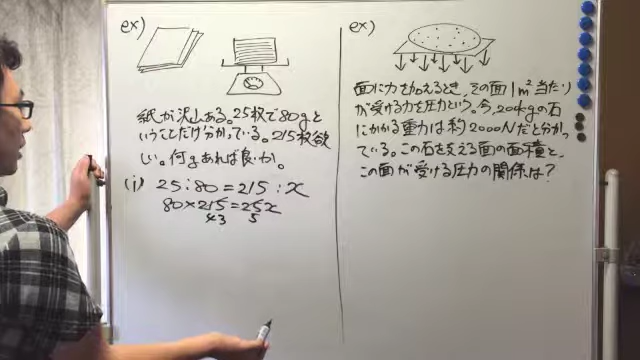 ex)
紙が沢山ある。25枚で80gと
いうことだけ分かっている。215枚欲
しい。何gあれば良いか。
(i) 25:80=215:x
80×215=25x
43 5
ex)
面に力を加えるとき、その面1m²当たり
が受ける力を圧力という。今、204kgの石
にかかる重力は約2000Nだと分かっ
ている。この石を支える面の面積と、
この面が受ける圧力の関係は?